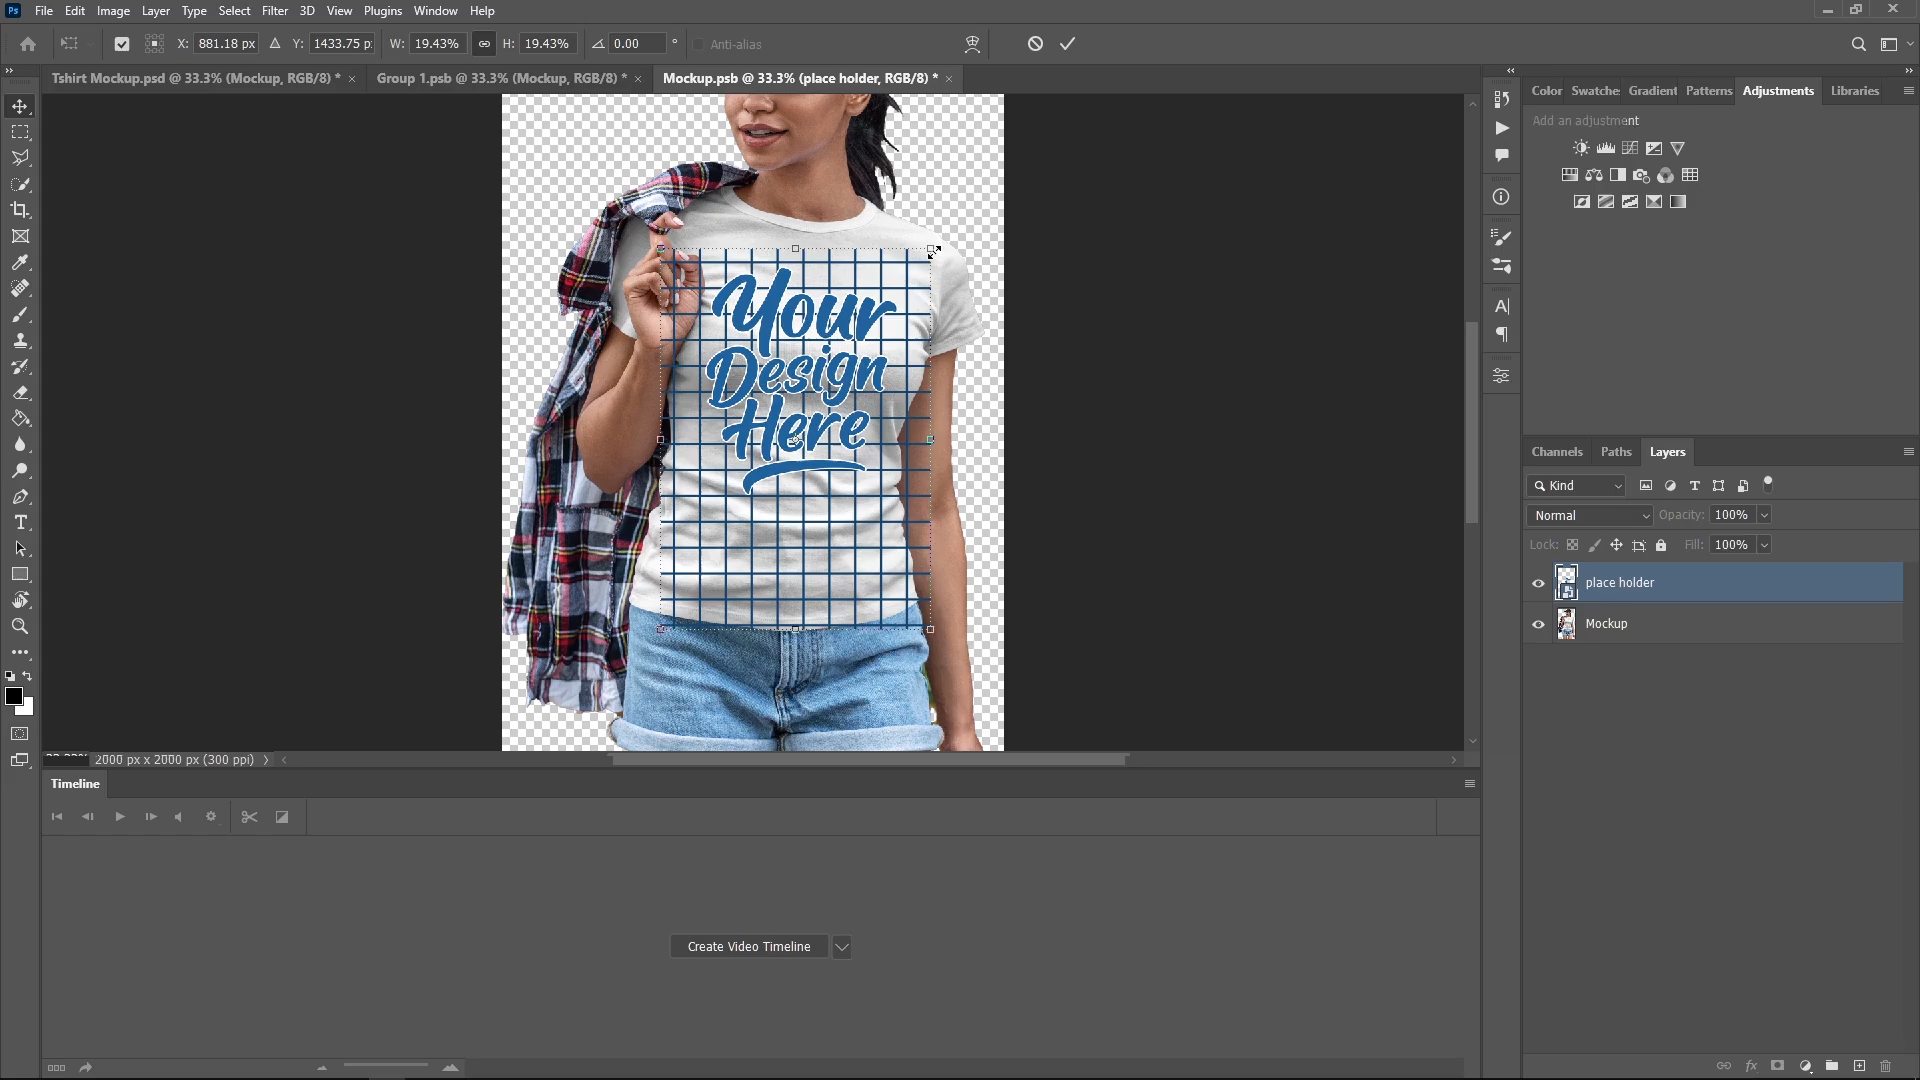 Ps File Edit Image Layer Type Select Filter 3D View Plugins Window Help
X: 881.18 px Y: 1433.75 p W: 19.43% H: 19.43% 0.00 ° Anti-alias
Tshirt Mockup.psd @ 33.3% (Mockup, RGB/8) * × Group 1.psb @ 33.3% (Mockup, RGB/8) * × Mockup.psb @ 33.3% (place holder, RGB/8) * ×
Color Swatche Gradient Patterns Adjustments Libraries
Add an adjustment
Your
Design
Here
Channels Paths Layers
Kind
Normal Opacity: 100%
Lock: Fill: 100%
place holder
Mockup
2000 px x 2000 px (300 ppi)
Timeline
Create Video Timeline